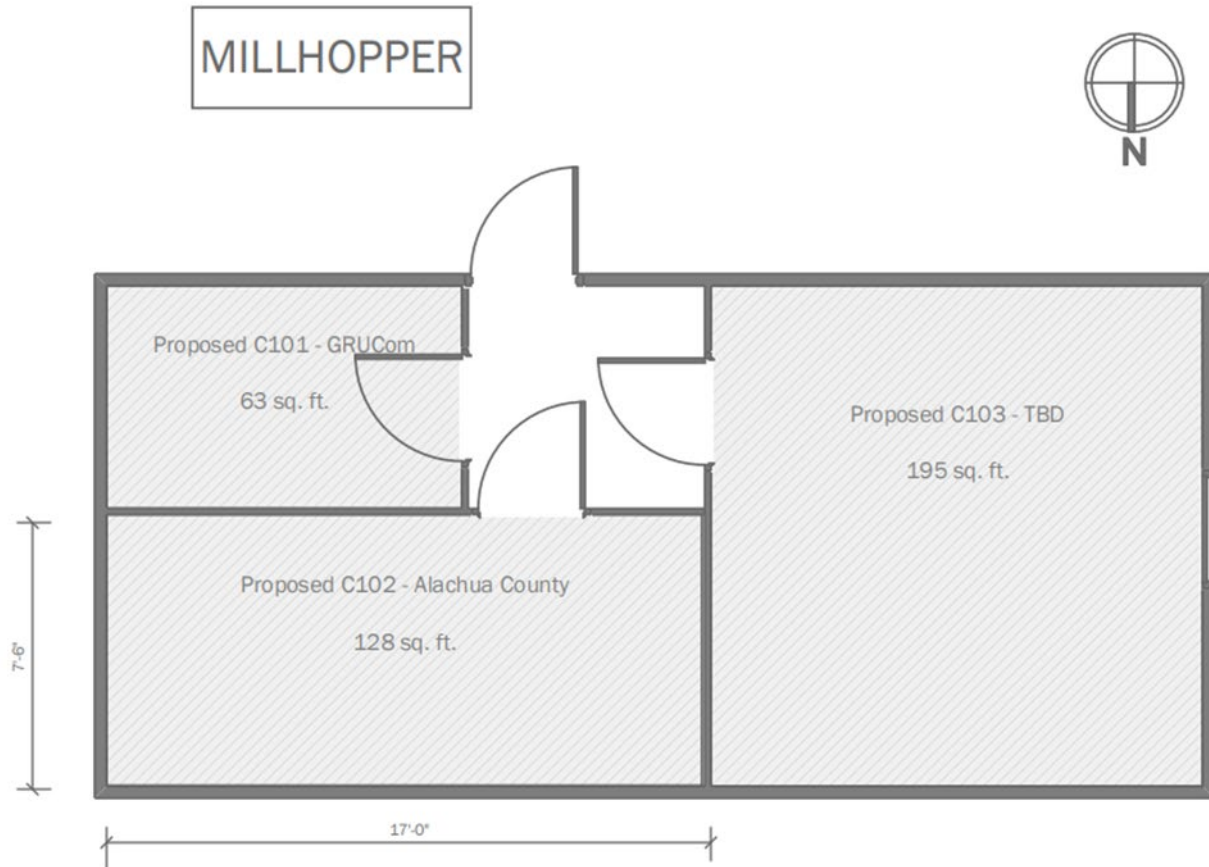 MILLHOPPER
N
Proposed C101 - GRUCom
63 sq. ft.
Proposed C103 - TBD
195 sq. ft.
Proposed C102 - Alachua County
128 sq. ft.
7'-6"
17'-0"